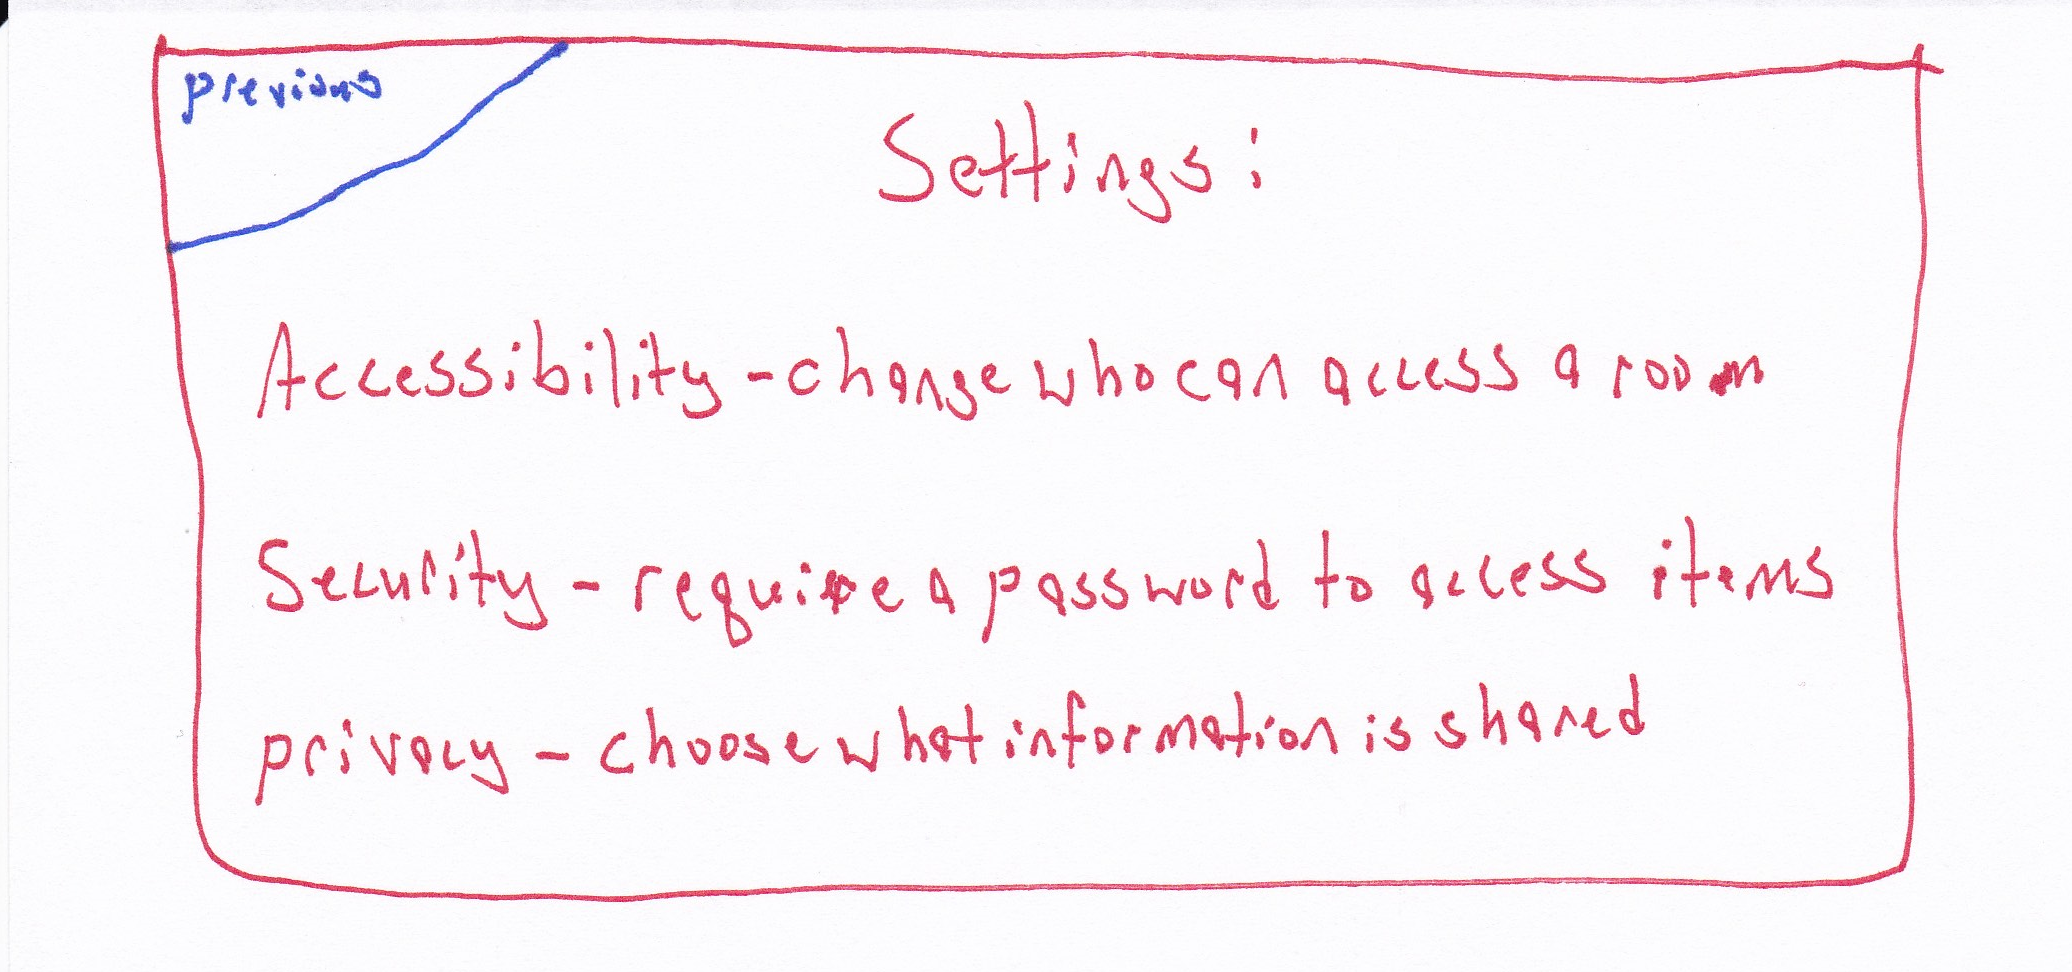 previous
Settings:
Accessibility - change who can access a room
Security - require a password to access items
privacy - choose what information is shared